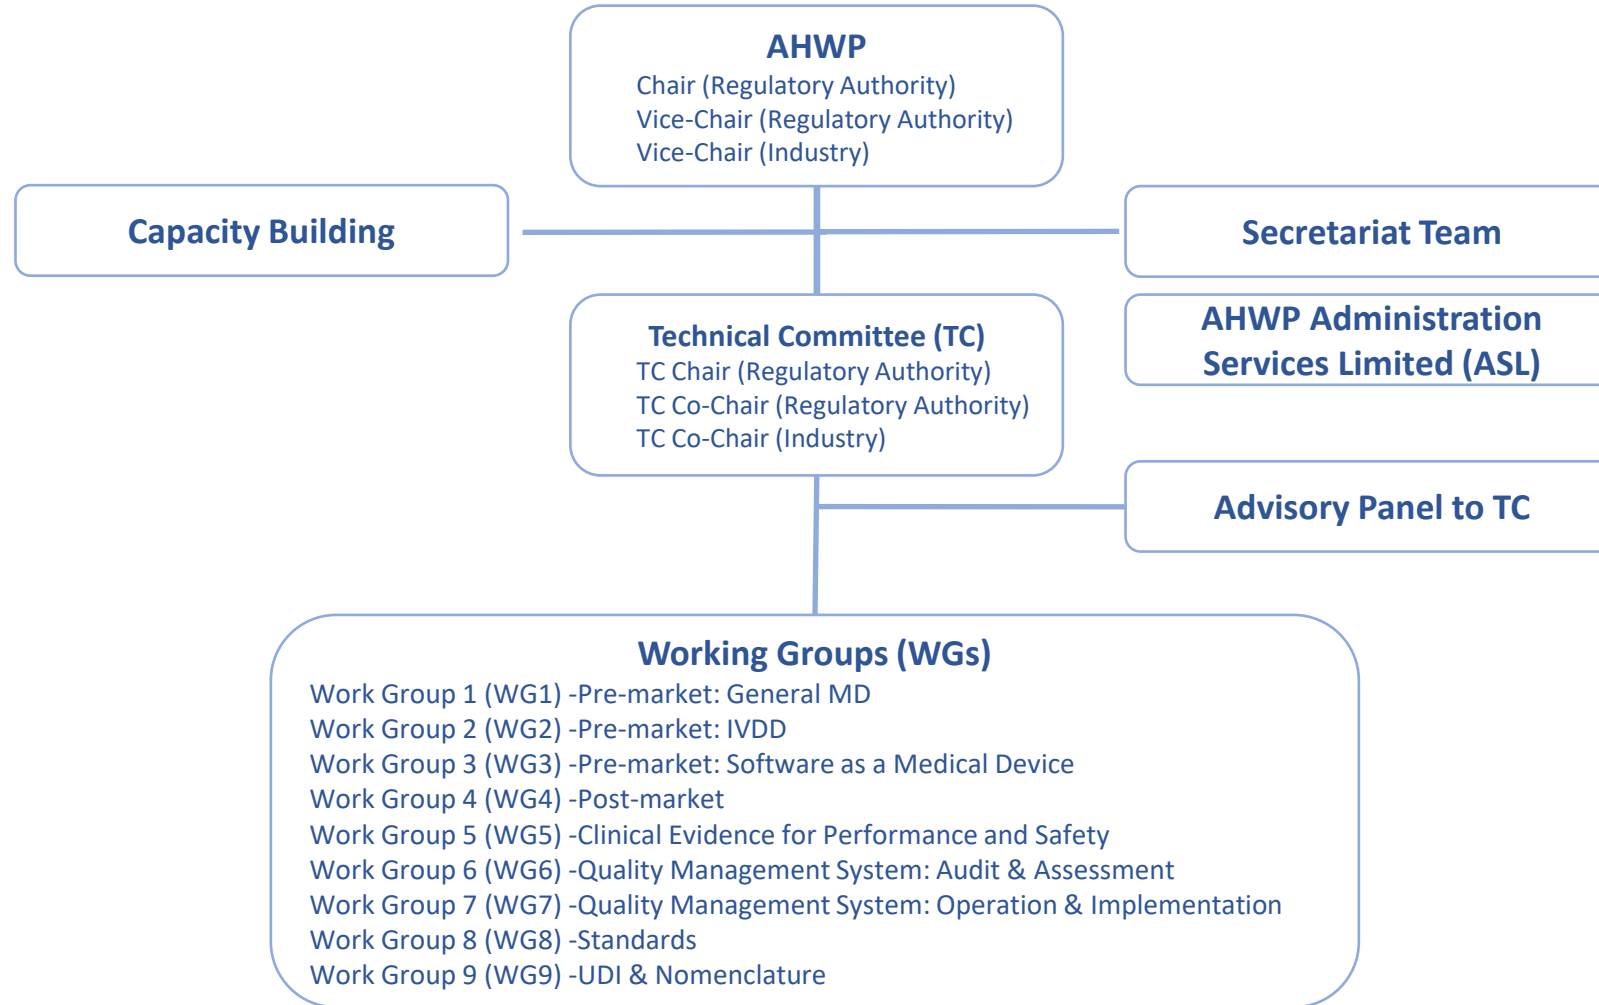 AHWP
Chair (Regulatory Authority)
Vice-Chair (Regulatory Authority)
Vice-Chair (Industry)
Capacity Building
Secretariat Team
AHWP Administration
Services Limited (ASL)
Technical Committee (TC)
TC Chair (Regulatory Authority)
TC Co-Chair (Regulatory Authority)
TC Co-Chair (Industry)
Advisory Panel to TC
Working Groups (WGs)
Work Group 1 (WG1) -Pre-market: General MD
Work Group 2 (WG2) -Pre-market: IVDD
Work Group 3 (WG3) -Pre-market: Software as a Medical Device
Work Group 4 (WG4) -Post-market
Work Group 5 (WG5) -Clinical Evidence for Performance and Safety
Work Group 6 (WG6) -Quality Management System: Audit & Assessment
Work Group 7 (WG7) -Quality Management System: Operation & Implementation
Work Group 8 (WG8) -Standards
Work Group 9 (WG9) -UDI & Nomenclature